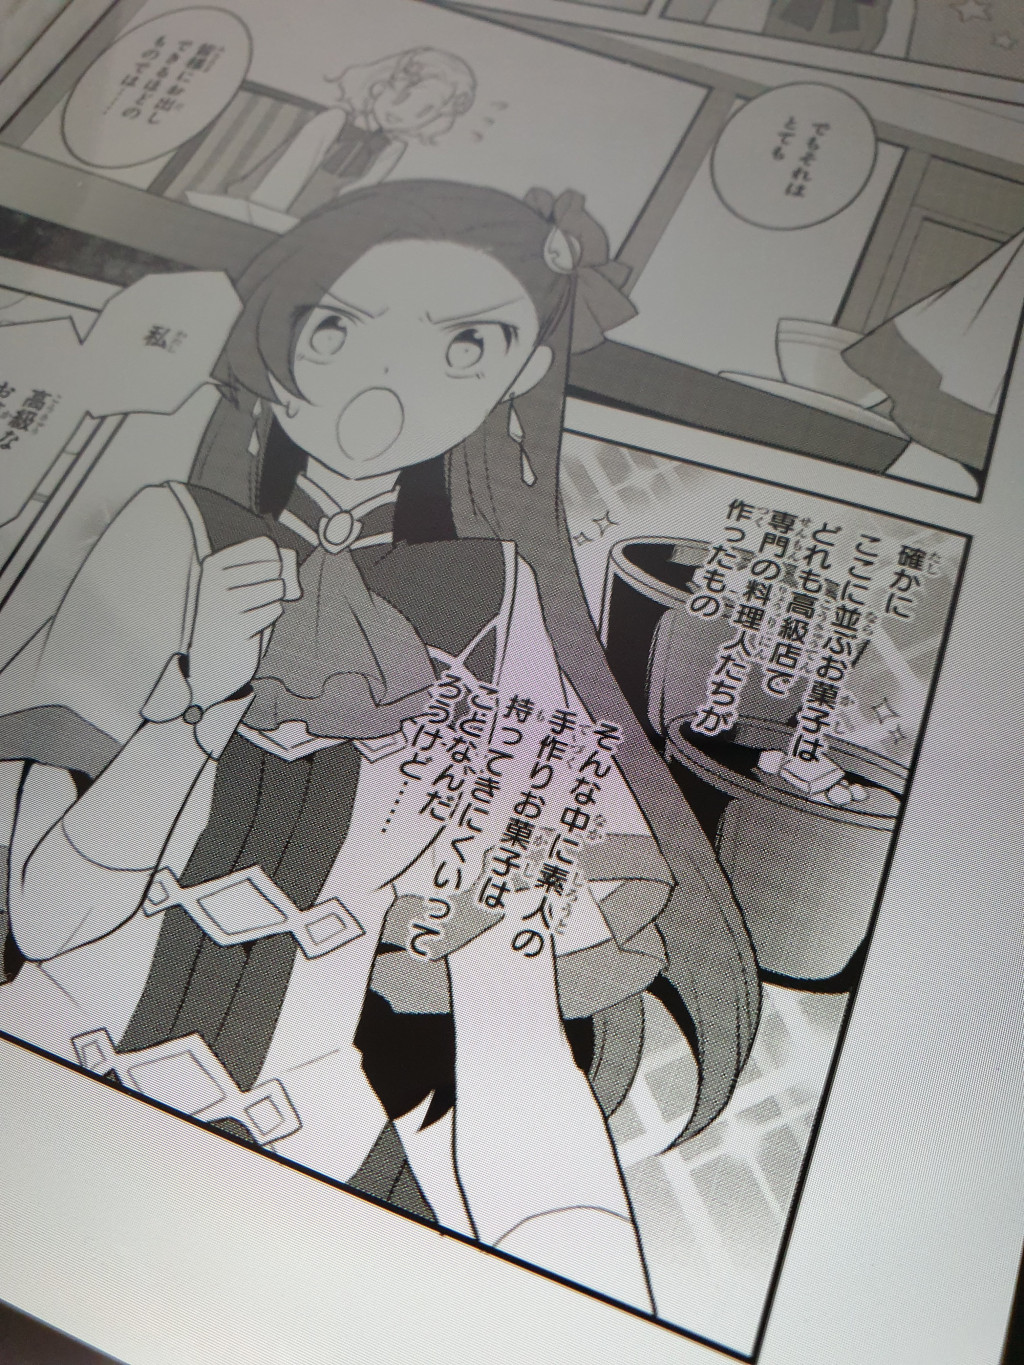 でもそれは
とても
皆様にお出し
できるほどの
ものでは……
確かに
ここに並ぶお菓子は
どれも高級店で
専門の料理人たちが
作ったもの
そんな中に素人の
手作りお菓子は
持ってきにくいって
ことなんだ
ろうけど……
私
高級な
お